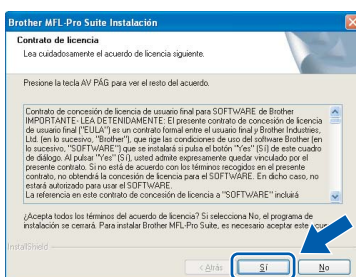 Brother MFL-Pro Suite Instalación
Contrato de licencia
Lea cuidadosamente el acuerdo de licencia siguiente.
Presione la tecla AV PÁG para ver el resto del acuerdo.
Contrato de concesión de licencia de usuario final para SOFTWARE de Brother
IMPORTANTE- LEA DETENIDAMENTE: El presente contrato de concesión de licencia
de usuario final ("EULA") es un contrato formal entre el usuario final y Brother Industries,
Ltd. (en lo sucesivo, "Brother"), que rige las condiciones de uso del software de Brother (en
lo sucesivo, "SOFTWARE") que se instalará si pulsa el botón "Yes" (Sí) de este cuadro
de diálogo. Al pulsar "Yes" (Sí), usted admite expresamente quedar vinculado por el
presente contrato. Si no está de acuerdo con los términos recogidos en el presente
contrato, no obtendrá la concesión de licencia para el SOFTWARE. En dicho caso, no
estará autorizado para usar el SOFTWARE.
La referencia en este contrato de concesión de licencia a "SOFTWARE" incluirá
¿Acepta todos los términos del acuerdo de licencia? Si selecciona No, el programa de
instalación se cerrará. Para instalar Brother MFL-Pro Suite, es necesario aceptar este
InstallShield
< Atrás
Sí
No